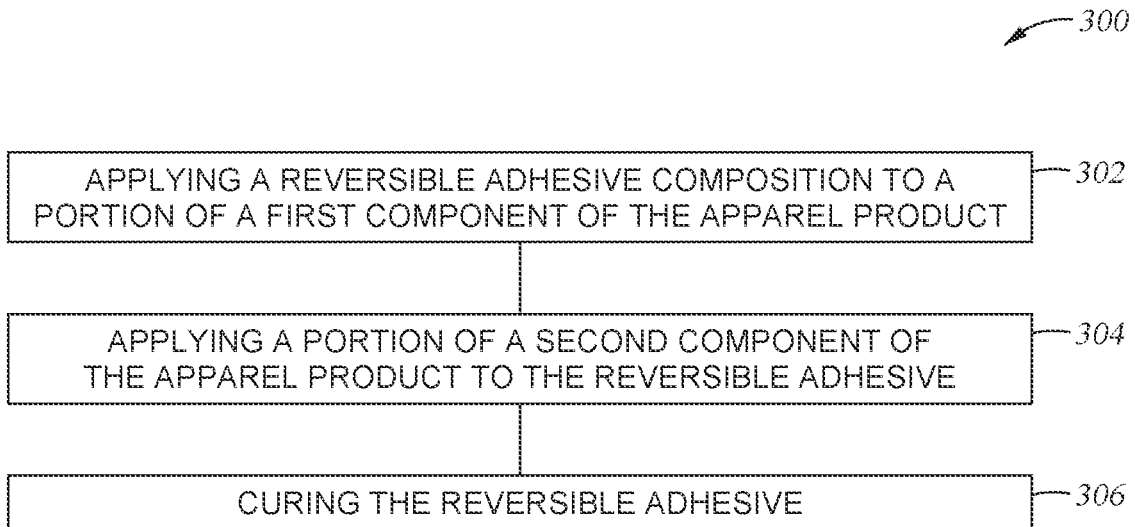 300
APPLYING A REVERSIBLE ADHESIVE COMPOSITION TO A
PORTION OF A FIRST COMPONENT OF THE APPAREL PRODUCT
302
APPLYING A PORTION OF A SECOND COMPONENT OF
THE APPAREL PRODUCT TO THE REVERSIBLE ADHESIVE
304
CURING THE REVERSIBLE ADHESIVE
306